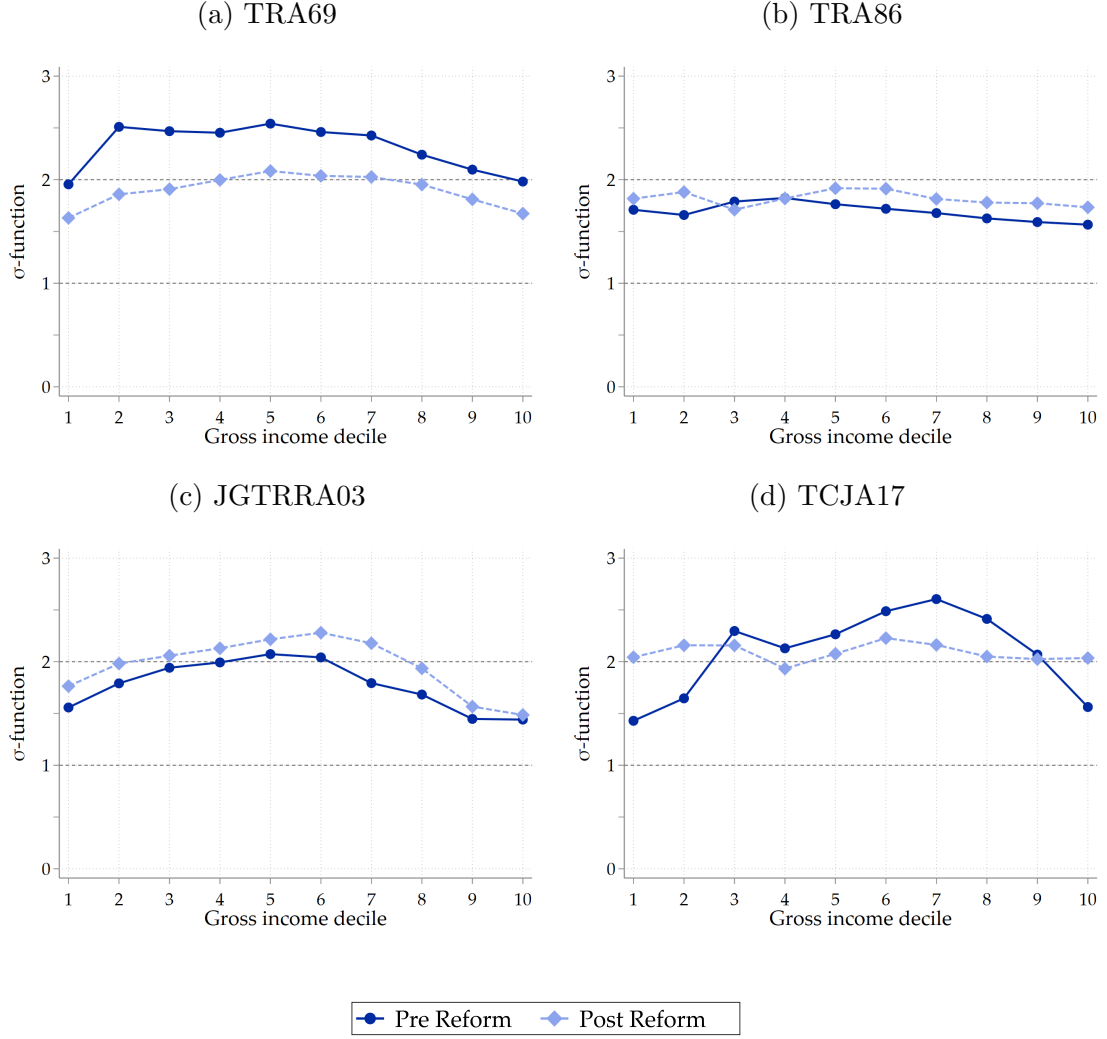 (a) TRA69
3
2
1
0
σ-function
1 2 3 4 5 6 7 8 9 10
Gross income decile
(b) TRA86
3
2
1
0
σ-function
1 2 3 4 5 6 7 8 9 10
Gross income decile
(c) JGTRRA03
3
2
1
0
σ-function
1 2 3 4 5 6 7 8 9 10
Gross income decile
(d) TCJA17
3
2
1
0
σ-function
1 2 3 4 5 6 7 8 9 10
Gross income decile
Pre Reform Post Reform